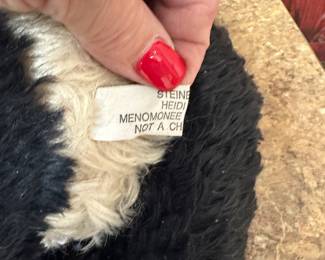 STEINE
HEIDI
MENOMONEE
NOT A CH